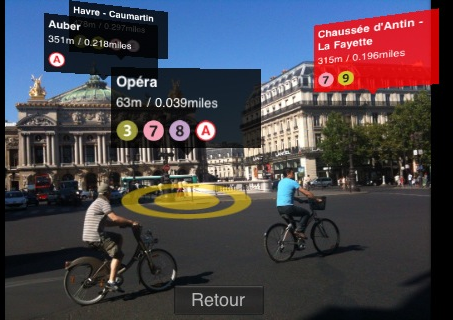 Havre - Caumartin
Auber
351m / 0.218miles
A
Opéra
63m / 0.039miles
3 7 8 A
Chaussée d'Antin -
La Fayette
315m / 0.196miles
7 9
Retour